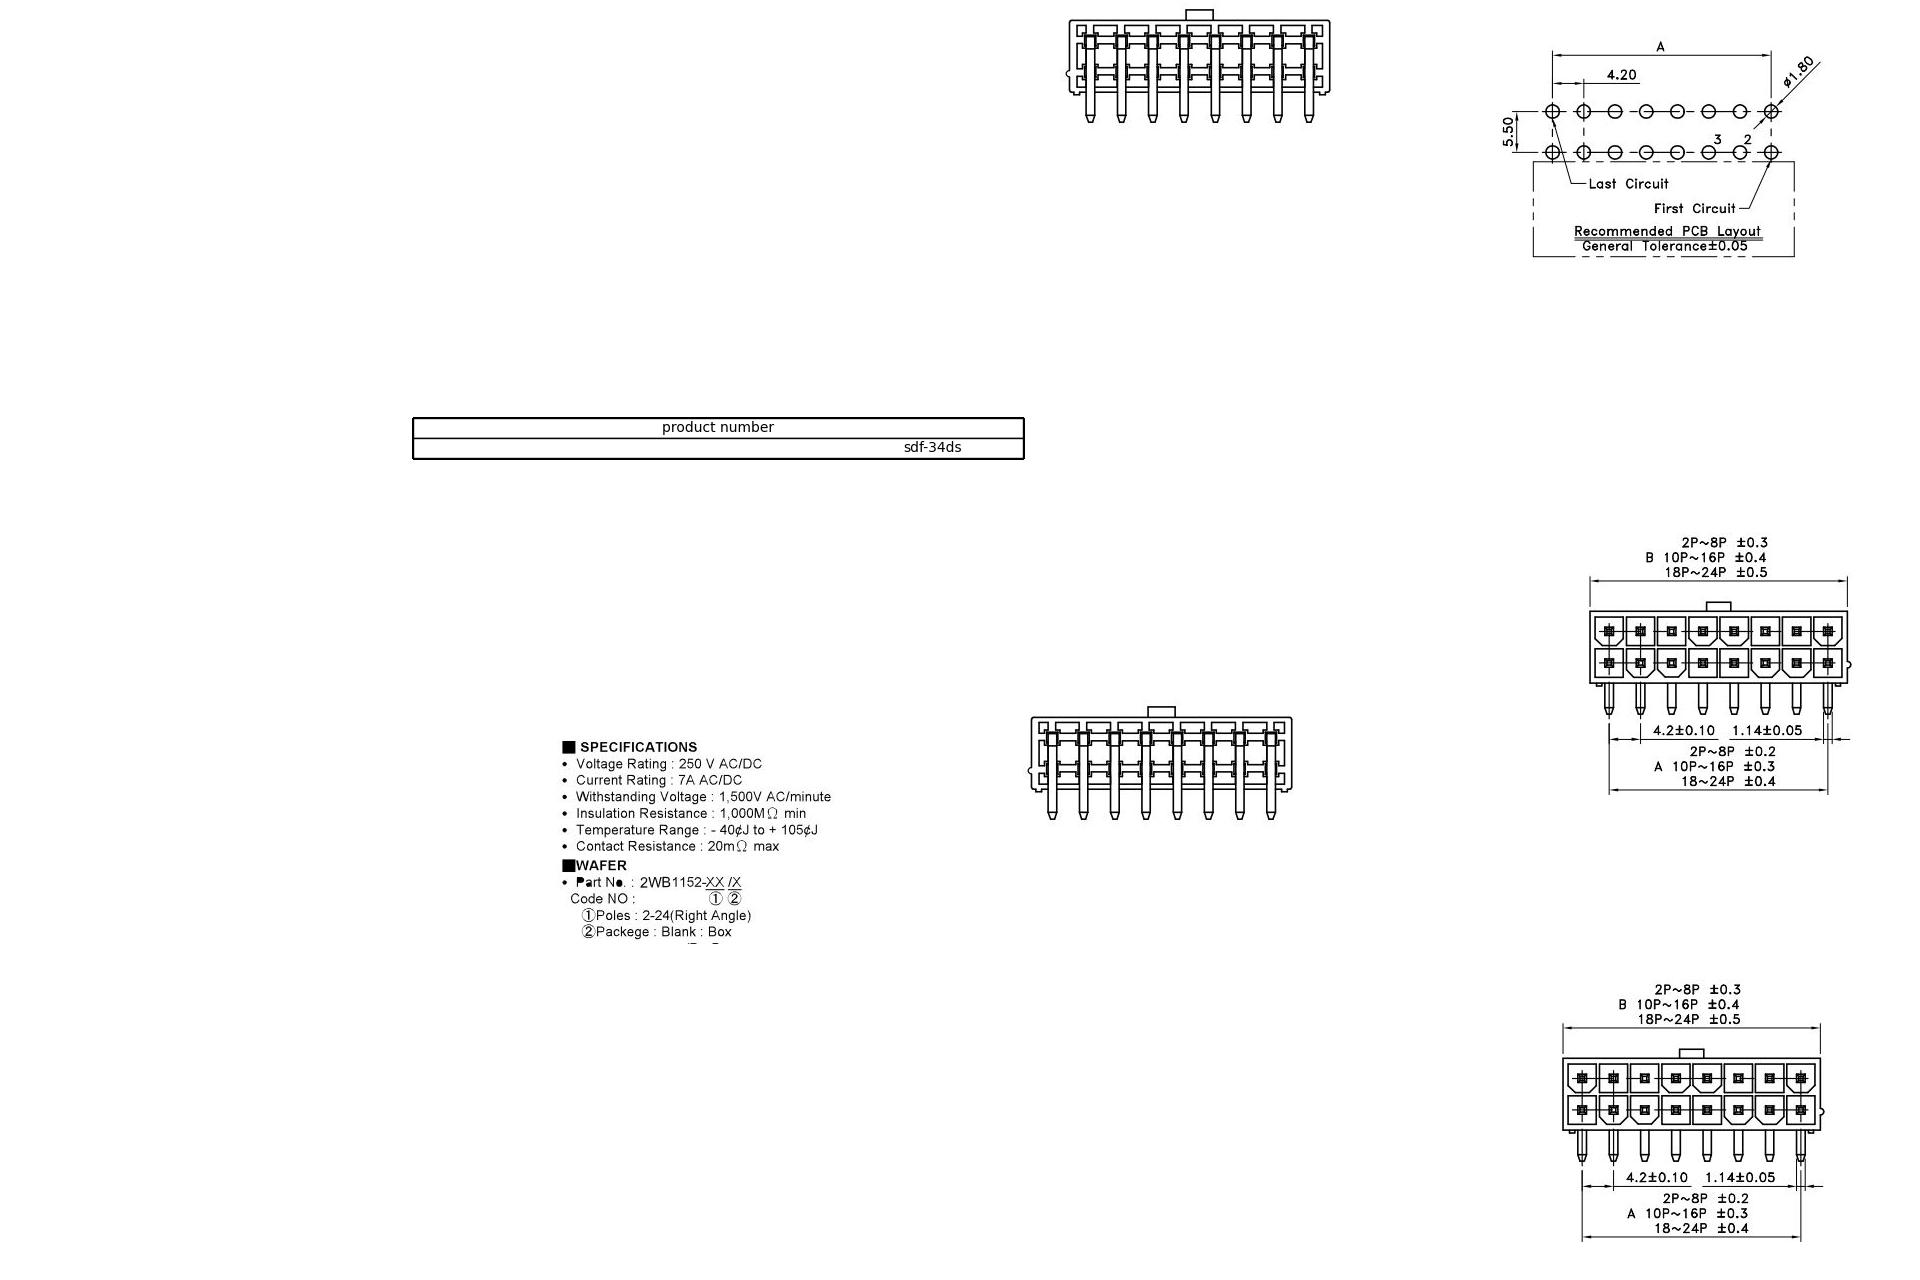 A
4.20
ø1.80
5.50
3 2
Last Circuit
First Circuit
Recommended PCB Layout
General Tolerance±0.05
product number
sdf-34ds
2P~8P ±0.3
B 10P~16P ±0.4
18P~24P ±0.5
4.2±0.10 1.14±0.05
2P~8P ±0.2
A 10P~16P ±0.3
18~24P ±0.4
■ SPECIFICATIONS
• Voltage Rating : 250 V AC/DC
• Current Rating : 7A AC/DC
• Withstanding Voltage : 1,500V AC/minute
• Insulation Resistance : 1,000MΩ min
• Temperature Range : - 40¢J to + 105¢J
• Contact Resistance : 20mΩ max
■WAFER
• Part No. : 2WB1152-XX /X
Code NO : ① ②
①Poles : 2-24(Right Angle)
②Packege : Blank : Box
2P~8P ±0.3
B 10P~16P ±0.4
18P~24P ±0.5
4.2±0.10 1.14±0.05
2P~8P ±0.2
A 10P~16P ±0.3
18~24P ±0.4